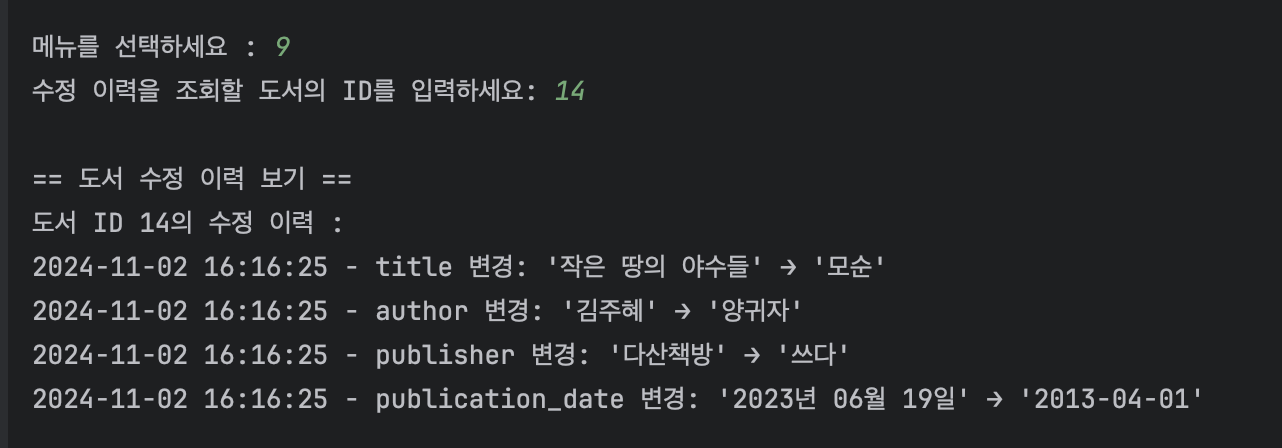 메뉴를 선택하세요 : 9
수정 이력을 조회할 도서의 ID를 입력하세요: 14
== 도서 수정 이력 보기 ==
도서 ID 14의 수정 이력 :
2024-11-02 16:16:25 - title 변경: '작은 땅의 야수들' → '모순'
2024-11-02 16:16:25 - author 변경: '김주혜' → '양귀자'
2024-11-02 16:16:25 - publisher 변경: '다산책방' → '쓰다'
2024-11-02 16:16:25 - publication_date 변경: '2023년 06월 19일' → '2013-04-01'